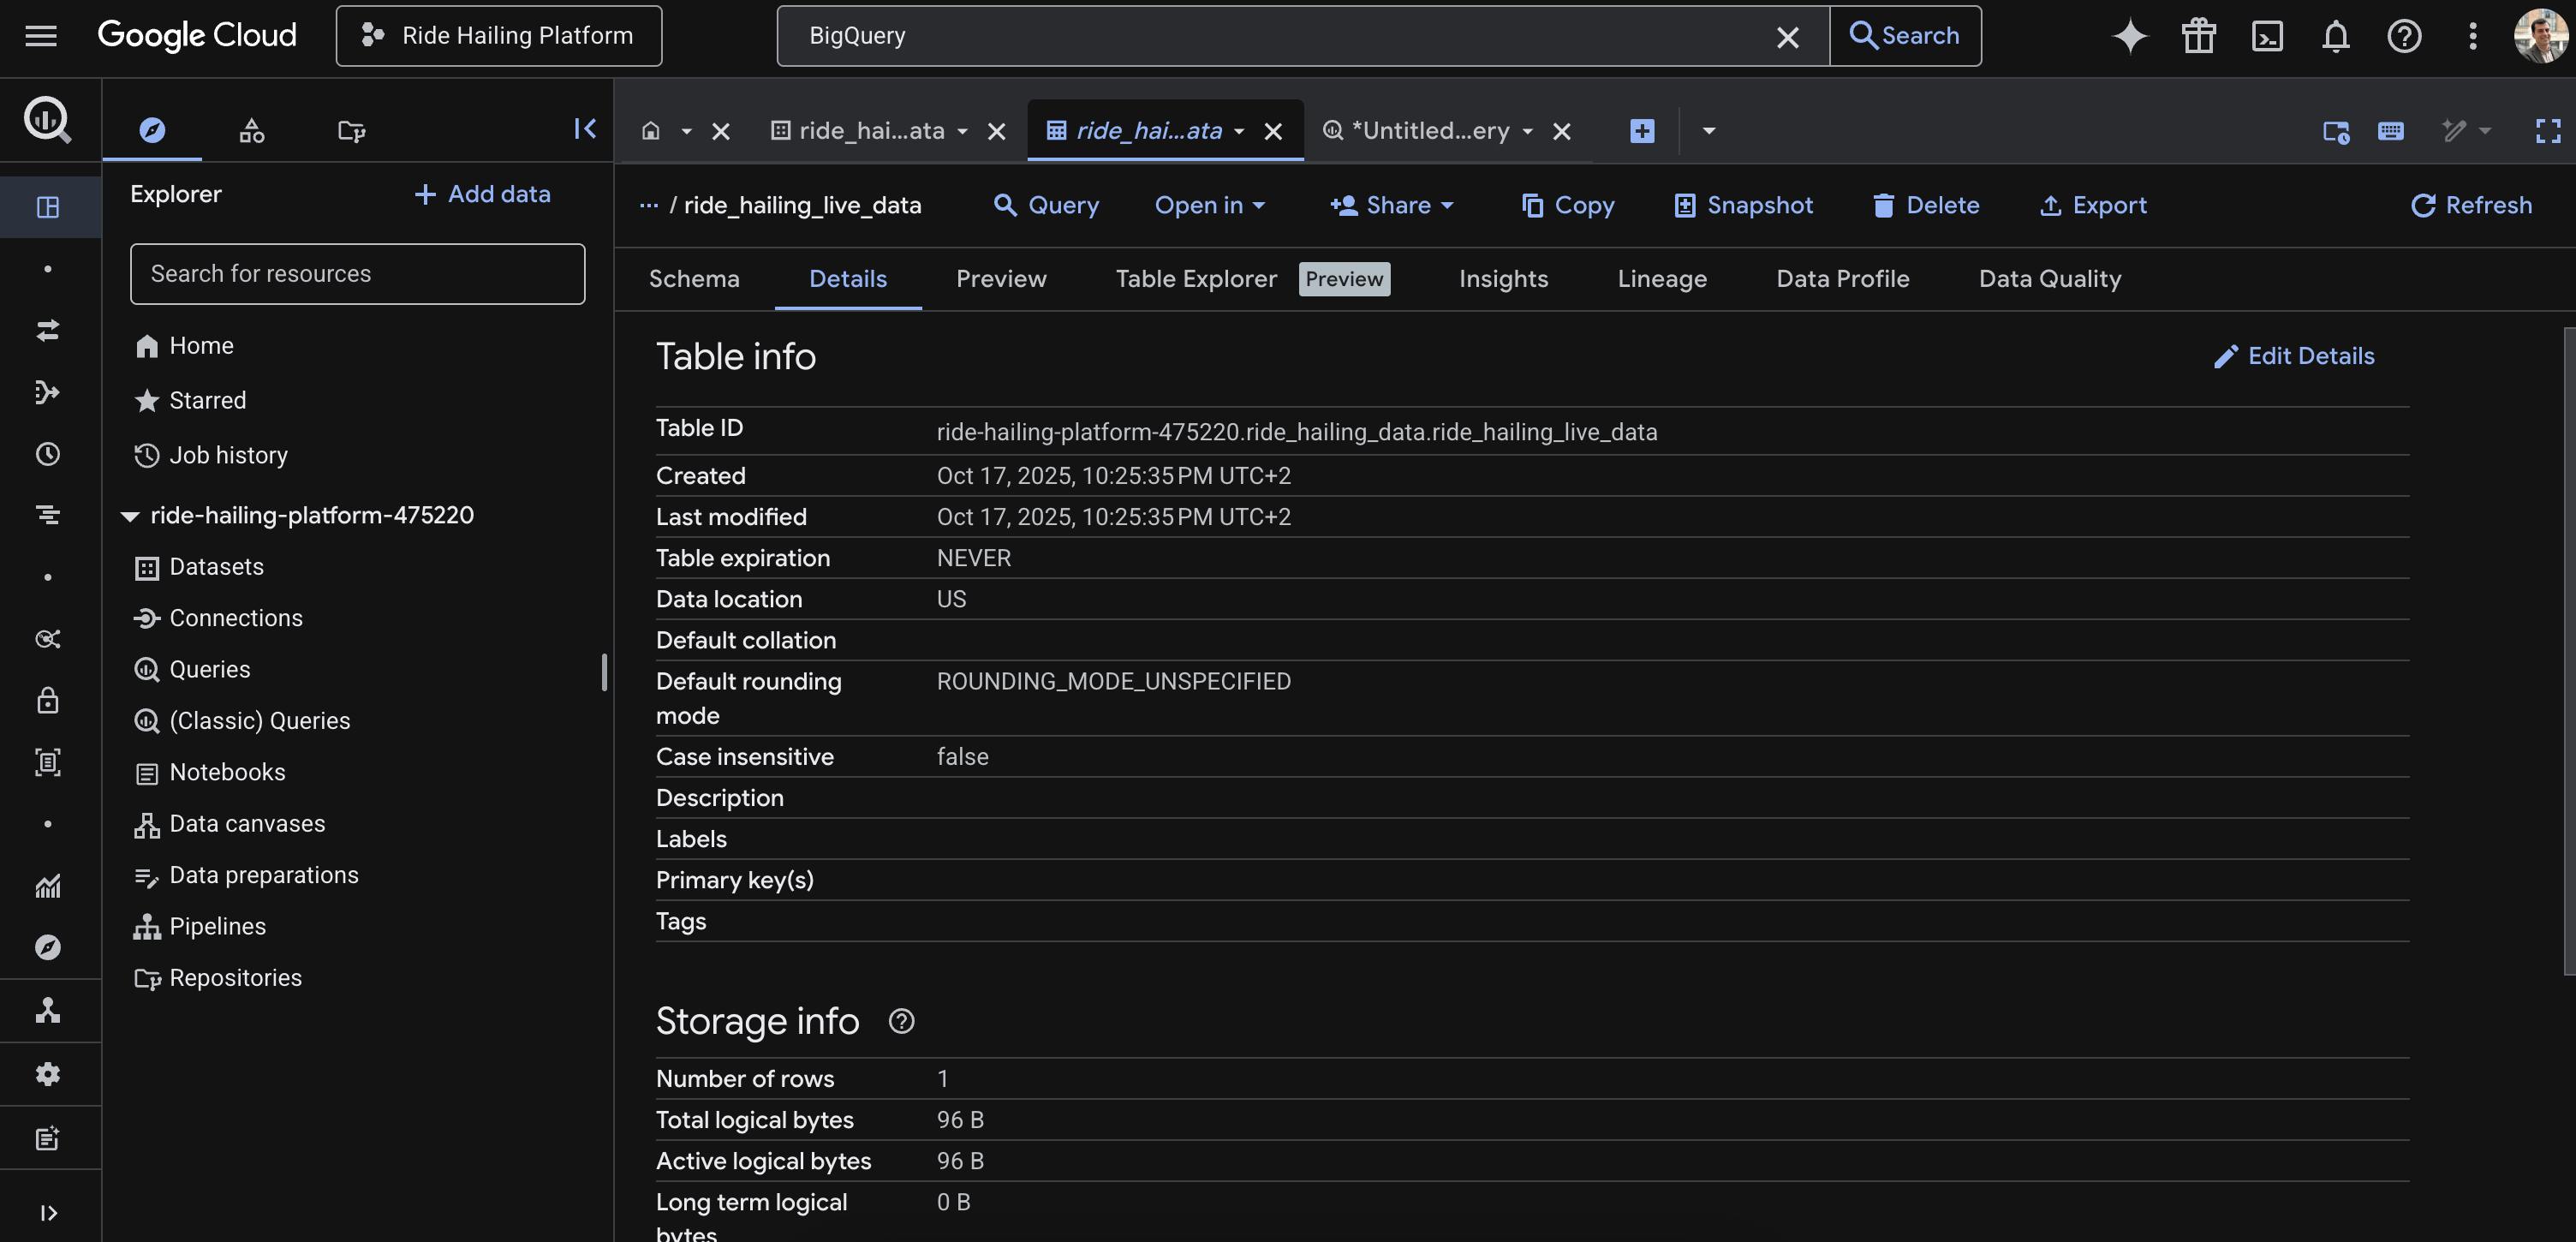 Google Cloud
Ride Hailing Platform
BigQuery
Search
ride_hai...ata
ride_hai...ata
*Untitled...ery
Explorer
Add data
Search for resources
Home
Starred
Job history
ride-hailing-platform-475220
Datasets
Connections
Queries
(Classic) Queries
Notebooks
Data canvases
Data preparations
Pipelines
Repositories
... / ride_hailing_live_data
Query
Open in
Share
Copy
Snapshot
Delete
Export
Refresh
Schema
Details
Preview
Table Explorer
Preview
Insights
Lineage
Data Profile
Data Quality
Table info
Edit Details
Table ID ride-hailing-platform-475220.ride_hailing_data.ride_hailing_live_data
Created Oct 17, 2025, 10:25:35 PM UTC+2
Last modified Oct 17, 2025, 10:25:35 PM UTC+2
Table expiration NEVER
Data location US
Default collation
Default rounding ROUNDING_MODE_UNSPECIFIED
mode
Case insensitive false
Description
Labels
Primary key(s)
Tags
Storage info
Number of rows 1
Total logical bytes 96 B
Active logical bytes 96 B
Long term logical 0 B
bytes